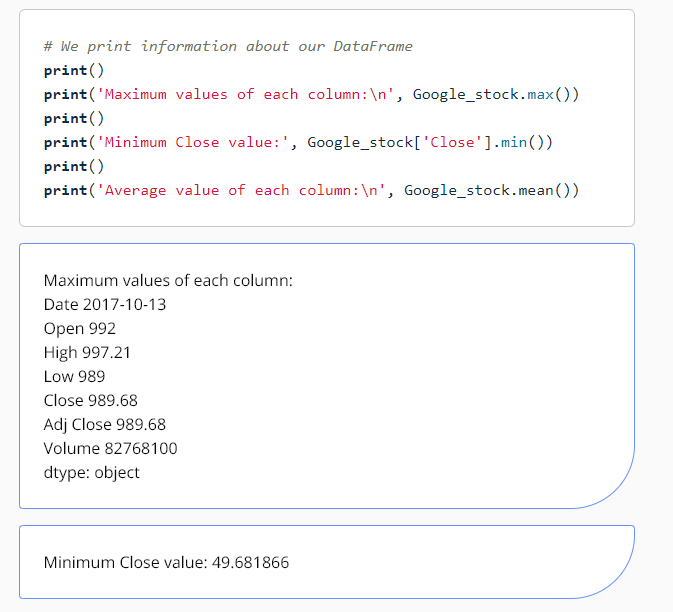 # We print information about our DataFrame
print()
print('Maximum values of each column:\n', Google_stock.max())
print()
print('Minimum Close value:', Google_stock['Close'].min())
print()
print('Average value of each column:\n', Google_stock.mean())
Maximum values of each column:
Date 2017-10-13
Open 992
High 997.21
Low 989
Close 989.68
Adj Close 989.68
Volume 82768100
dtype: object
Minimum Close value: 49.681866